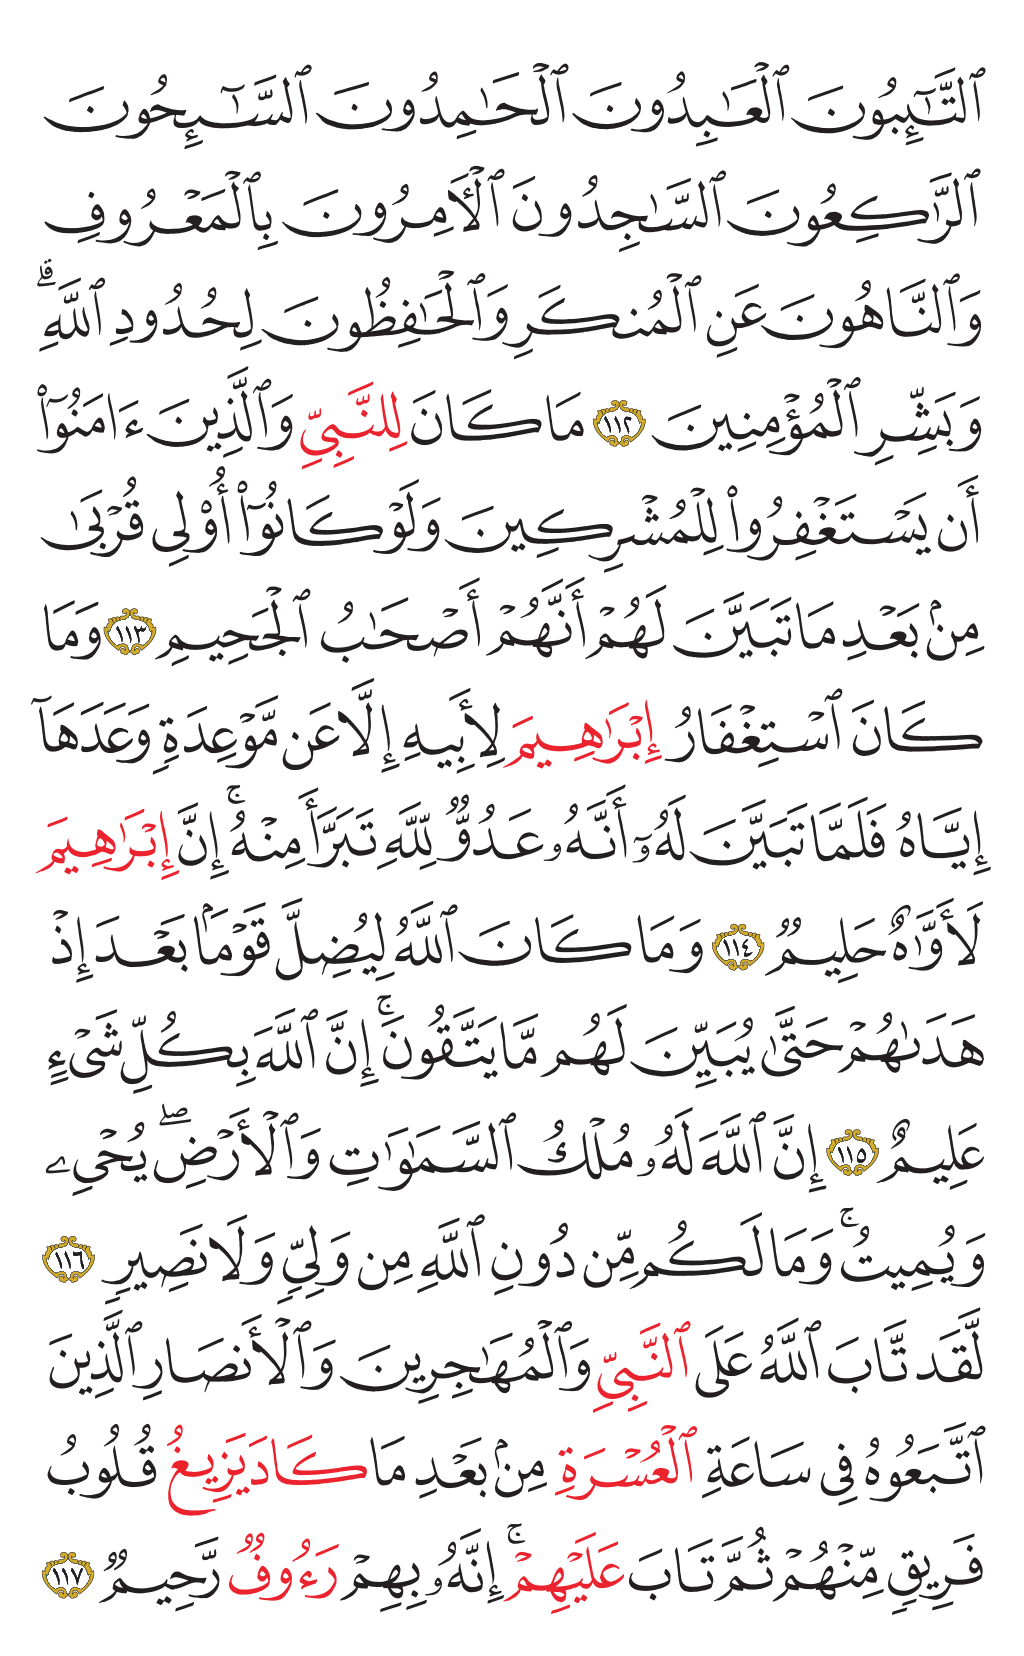 ٱلتَّٰٓئِبُونَ ٱلْعَٰبِدُونَ ٱلْحَٰمِدُونَ ٱلسَّٰٓئِحُونَ
ٱلرَّٰكِعُونَ ٱلسَّٰجِدُونَ ٱلْأَمِرُونَ بِٱلْمَعْرُوفِ
وَٱلنَّاهُونَ عَنِ ٱلْمُنكَرِ وَٱلْحَٰفِظُونَ لِحُدُودِ ٱللَّهِۗ
وَبَشِّرِ ٱلْمُؤْمِنِينَ ١١٢ مَا كَانَ لِلنَّبِيِّ وَٱلَّذِينَ ءَامَنُوٓا۟
أَن يَسْتَغْفِرُوا۟ لِلْمُشْرِكِينَ وَلَوْ كَانُوٓا۟ أُو۟لِى قُرْبَىٰ
مِنۢ بَعْدِ مَا تَبَيَّنَ لَهُمْ أَنَّهُمْ أَصْحَٰبُ ٱلْجَحِيمِ ١١٣ وَمَا
كَانَ ٱسْتِغْفَارُ إِبْرَٰهِيمَ لِأَبِيهِ إِلَّا عَن مَّوْعِدَةٍ وَعَدَهَآ
إِيَّاهُ فَلَمَّا تَبَيَّنَ لَهُۥٓ أَنَّهُۥ عَدُوٌّ لِّلَّهِ تَبَرَّأَ مِنْهُۚ إِنَّ إِبْرَٰهِيمَ
لَأَوَّٰهٌ حَلِيمٌ ١١٤ وَمَا كَانَ ٱللَّهُ لِيُضِلَّ قَوْمَۢا بَعْدَ إِذْ
هَدَىٰهُمْ حَتَّىٰ يُبَيِّنَ لَهُم مَّا يَتَّقُونَۚ إِنَّ ٱللَّهَ بِكُلِّ شَىْءٍ
عَلِيمٌ ١١٥ إِنَّ ٱللَّهَ لَهُۥ مُلْكُ ٱلسَّمَٰوَٰتِ وَٱلْأَرْضِۖ يُحْىِۦ
وَيُمِيتُۚ وَمَا لَكُم مِّن دُونِ ٱللَّهِ مِن وَلِىٍّ وَلَا نَصِيرٍ ١١٦
لَّقَد تَّابَ ٱللَّهُ عَلَى ٱلنَّبِيِّ وَٱلْمُهَٰجِرِينَ وَٱلْأَنصَارِ ٱلَّذِينَ
ٱتَّبَعُوهُ فِى سَاعَةِ ٱلْعُسْرَةِ مِنۢ بَعْدِ مَا كَادَ يَزِيغُ قُلُوبُ
فَرِيقٍ مِّنْهُمْ ثُمَّ تَابَ عَلَيْهِمْۚ إِنَّهُۥ بِهِمْ رَءُوفٌ رَّحِيمٌ ١١٧